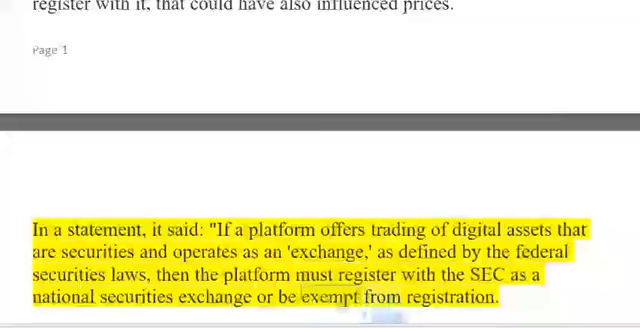 register with it, that could have also influenced prices.
Page 1
In a statement, it said: "If a platform offers trading of digital assets that
are securities and operates as an 'exchange,' as defined by the federal
securities laws, then the platform must register with the SEC as a
national securities exchange or be exempt from registration.